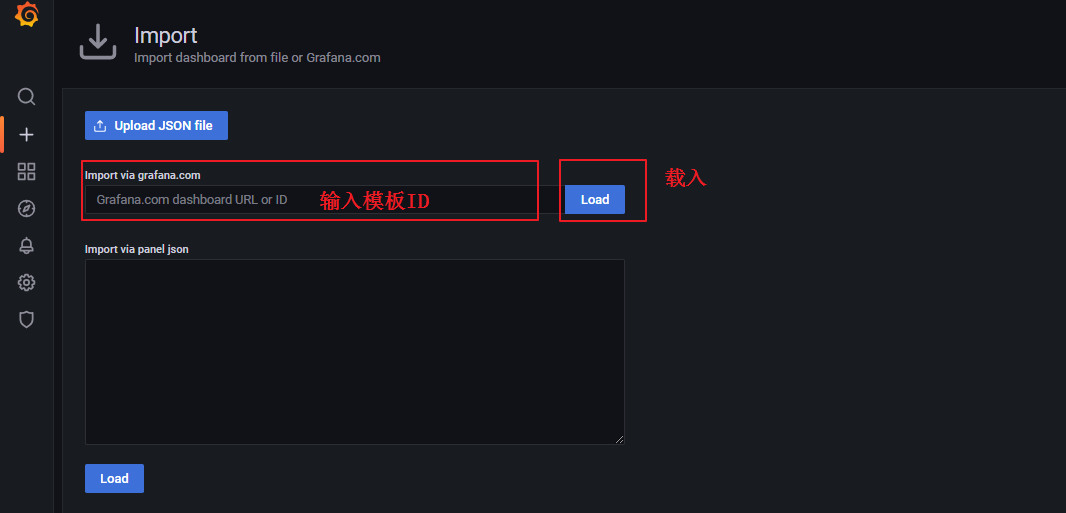 Import
Import dashboard from file or Grafana.com
Upload JSON file
Import via grafana.com
载入
Grafana.com dashboard URL or ID 输入模板ID Load
Import via panel json
Load